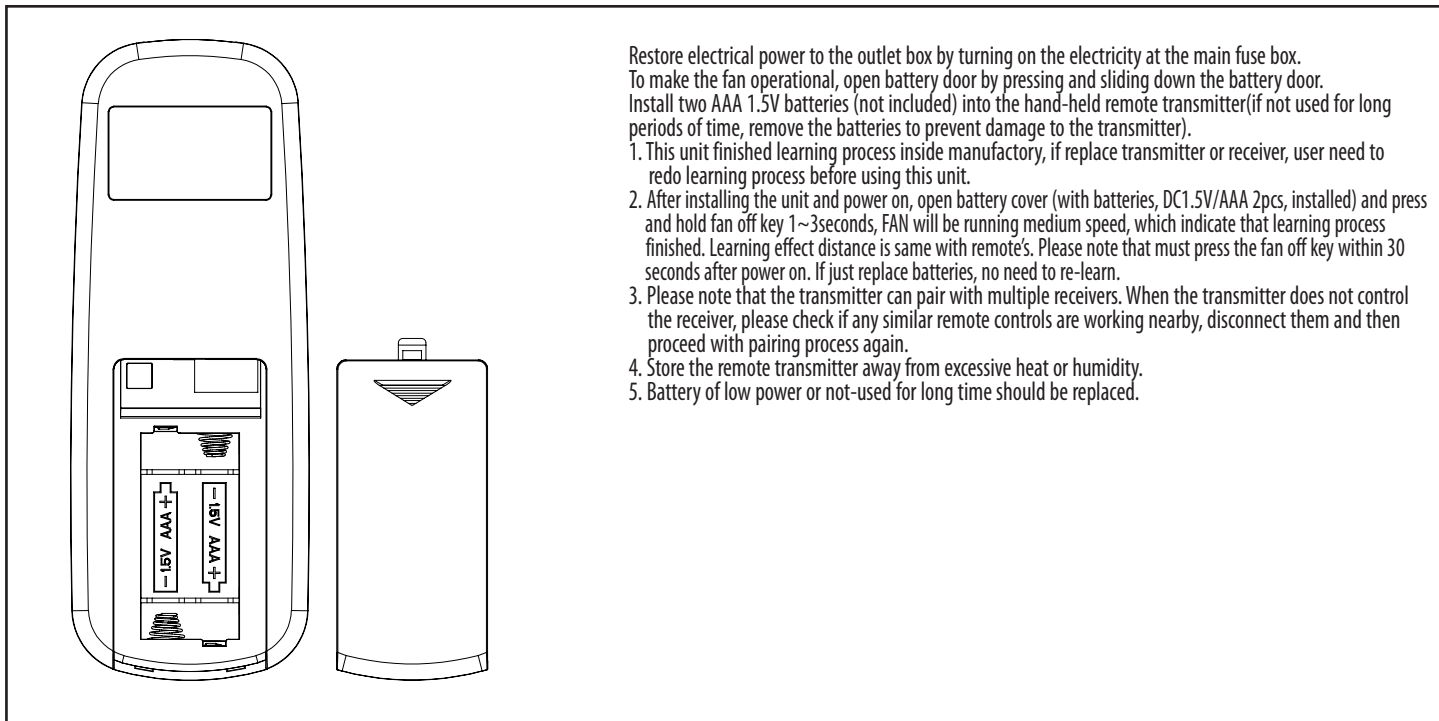 Restore electrical power to the outlet box by turning on the electricity at the main fuse box.
To make the fan operational, open battery door by pressing and sliding down the battery door.
Install two AAA 1.5V batteries (not included) into the hand-held remote transmitter(if not used for long
periods of time, remove the batteries to prevent damage to the transmitter).
1. This unit finished learning process inside manufactory, if replace transmitter or receiver, user need to
redo learning process before using this unit.
2. After installing the unit and power on, open battery cover (with batteries, DC1.5V/AAA 2pcs, installed) and press
and hold fan off key 1~3seconds, FAN will be running medium speed, which indicate that learning process
finished. Learning effect distance is same with remote's. Please note that must press the fan off key within 30
seconds after power on. If just replace batteries, no need to re-learn.
3. Please note that the transmitter can pair with multiple receivers. When the transmitter does not control
the receiver, please check if any similar remote controls are working nearby, disconnect them and then
proceed with pairing process again.
4. Store the remote transmitter away from excessive heat or humidity.
5. Battery of low power or not-used for long time should be replaced.
– 1.5V AAA +
– 1.5V AAA +